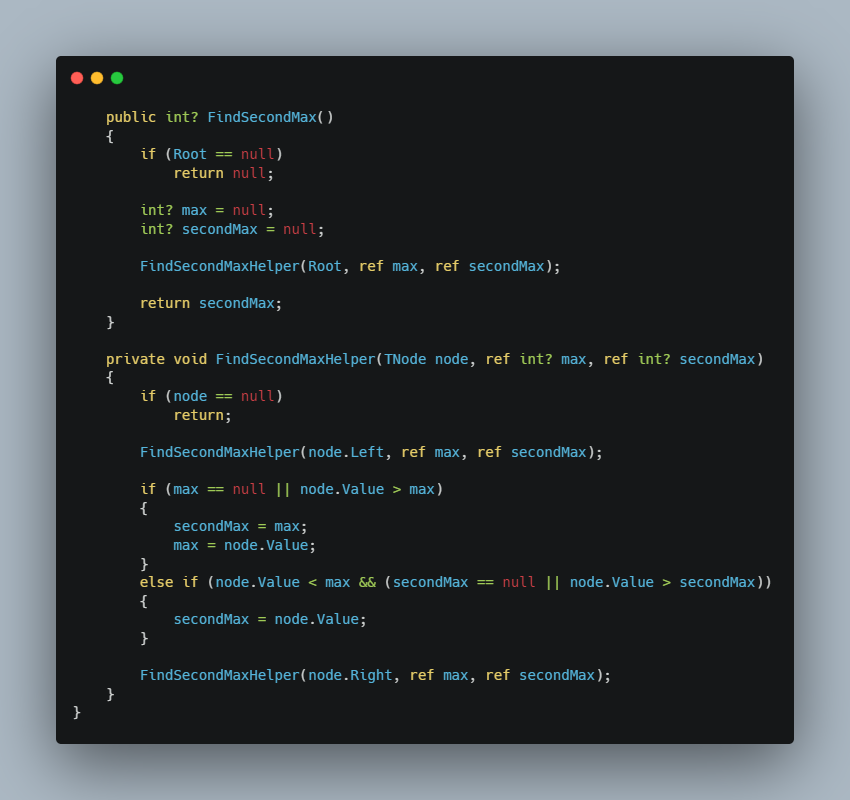 public int? FindSecondMax()
{
if (Root == null)
return null;
int? max = null;
int? secondMax = null;
FindSecondMaxHelper(Root, ref max, ref secondMax);
return secondMax;
}
private void FindSecondMaxHelper(TNode node, ref int? max, ref int? secondMax)
{
if (node == null)
return;
FindSecondMaxHelper(node.Left, ref max, ref secondMax);
if (max == null || node.Value > max)
{
secondMax = max;
max = node.Value;
}
else if (node.Value < max && (secondMax == null || node.Value > secondMax))
{
secondMax = node.Value;
}
FindSecondMaxHelper(node.Right, ref max, ref secondMax);
}
}